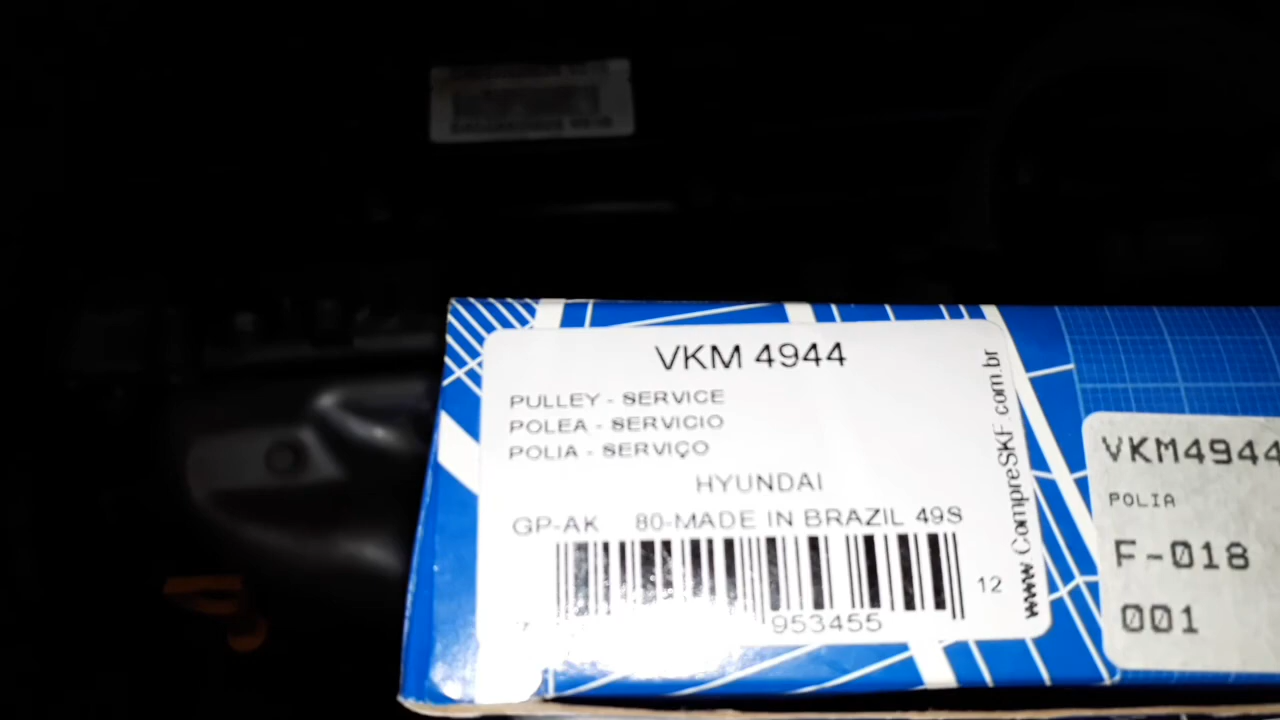 VKM 4944
PULLEY - SERVICE
POLEA - SERVICIO
POLIA - SERVIÇO
HYUNDAI
GP-AK 80-MADE IN BRAZIL 49S
12
7 953455
www.CompreSKF.com.br
VKM4944
POLIA
F-018
001